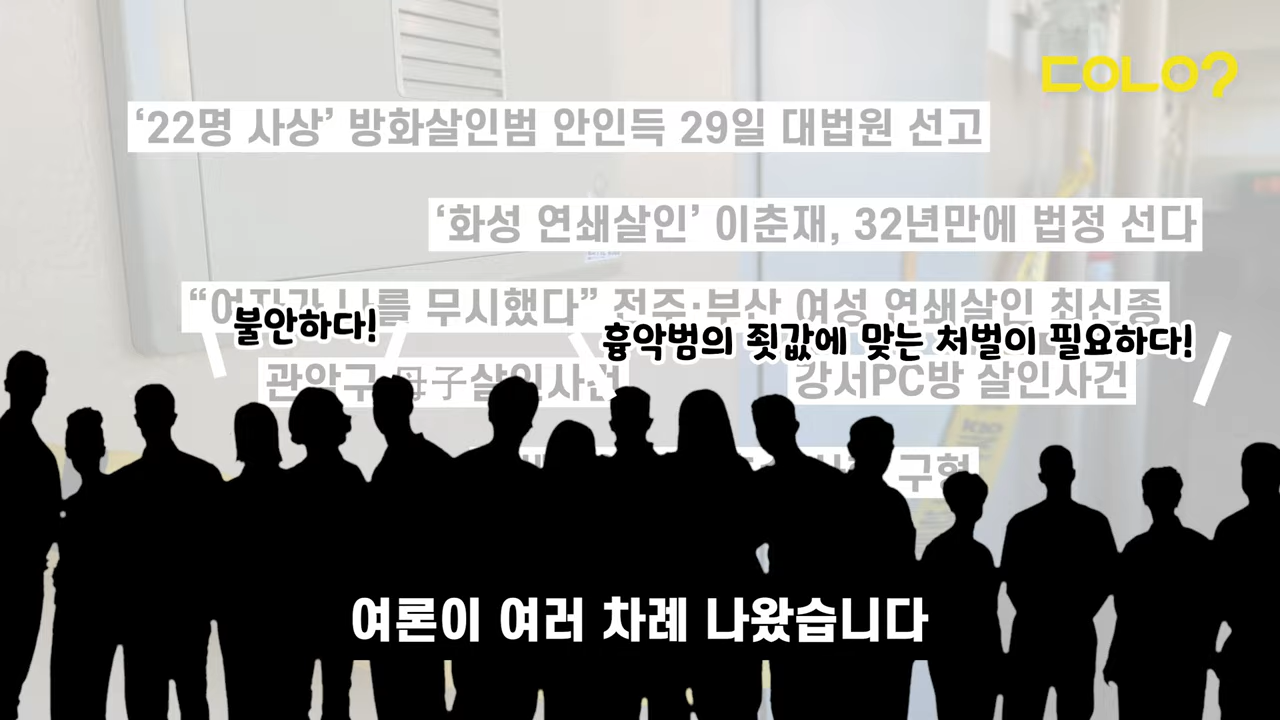 ㄷㅇㄴㅇ?
‘22명 사상’ 방화살인범 안인득 29일 대법원 선고
‘화성 연쇄살인’ 이춘재, 32년만에 법정 선다
“여자가 나를 무시했다” 전주·부산 여성 연쇄살인 최신종
불안하다!
흉악범의 죗값에 맞는 처벌이 필요하다!
관악구 母子살인사건
강서PC방 살인사건
구형
여론이 여러 차례 나왔습니다